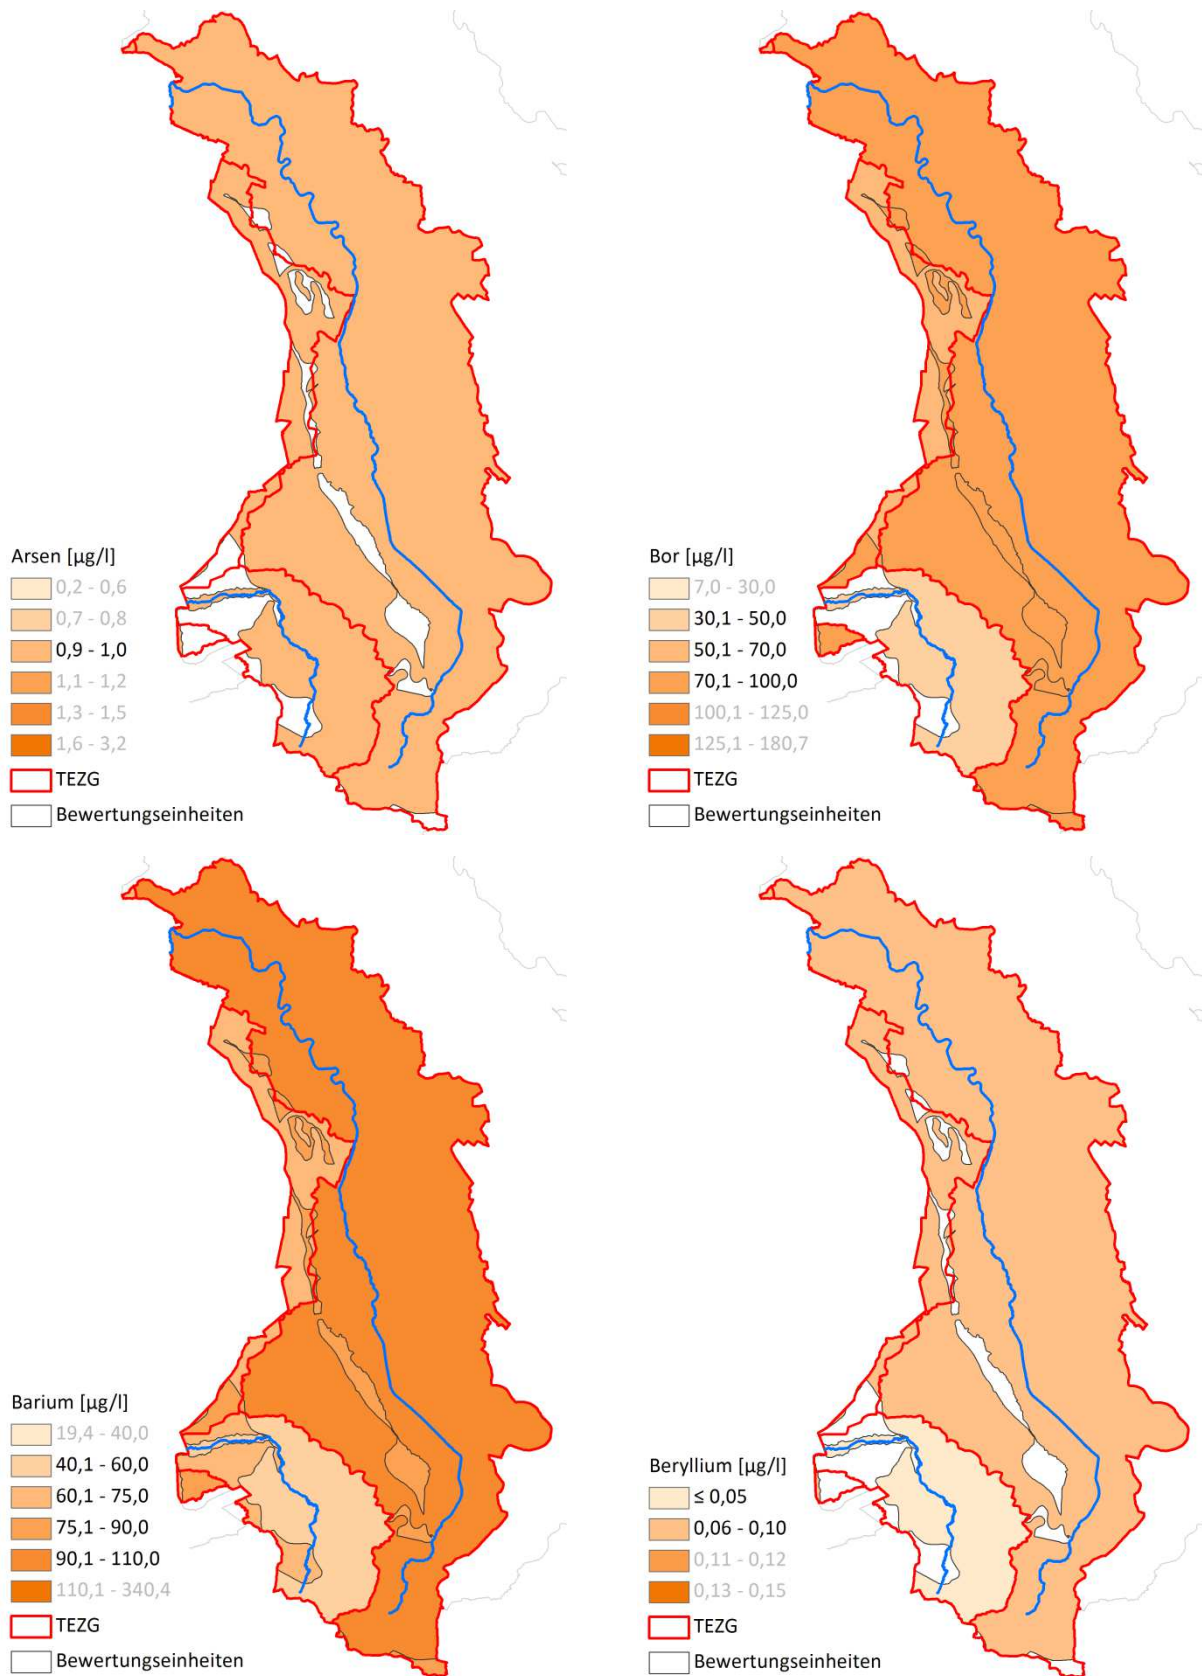 Arsen [µg/l]
0,2 - 0,6
0,7 - 0,8
0,9 - 1,0
1,1 - 1,2
1,3 - 1,5
1,6 - 3,2
TEZG
Bewertungseinheiten
Bor [µg/l]
7,0 - 30,0
30,1 - 50,0
50,1 - 70,0
70,1 - 100,0
100,1 - 125,0
125,1 - 180,7
TEZG
Bewertungseinheiten
Barium [µg/l]
19,4 - 40,0
40,1 - 60,0
60,1 - 75,0
75,1 - 90,0
90,1 - 110,0
110,1 - 340,4
TEZG
Bewertungseinheiten
Beryllium [µg/l]
≤ 0,05
0,06 - 0,10
0,11 - 0,12
0,13 - 0,15
TEZG
Bewertungseinheiten